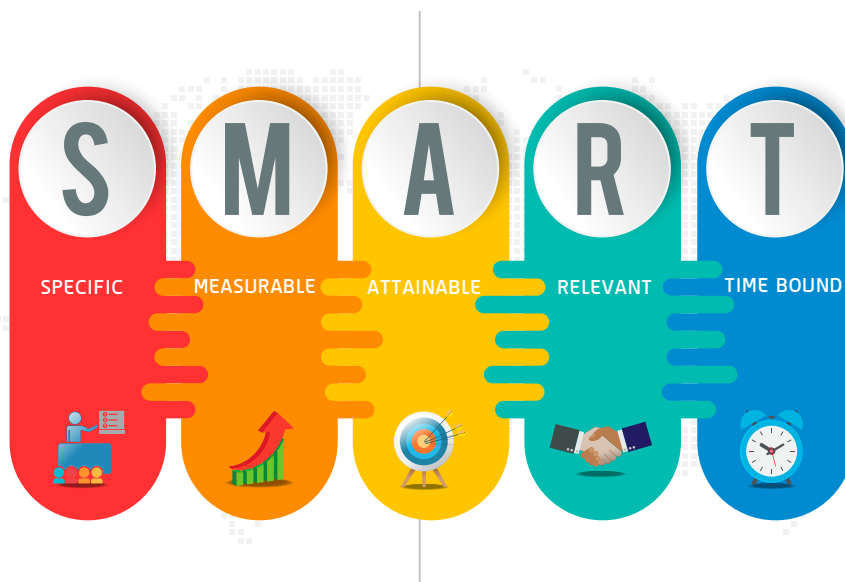 S M A R T
SPECIFIC MEASURABLE ATTAINABLE RELEVANT TIME BOUND